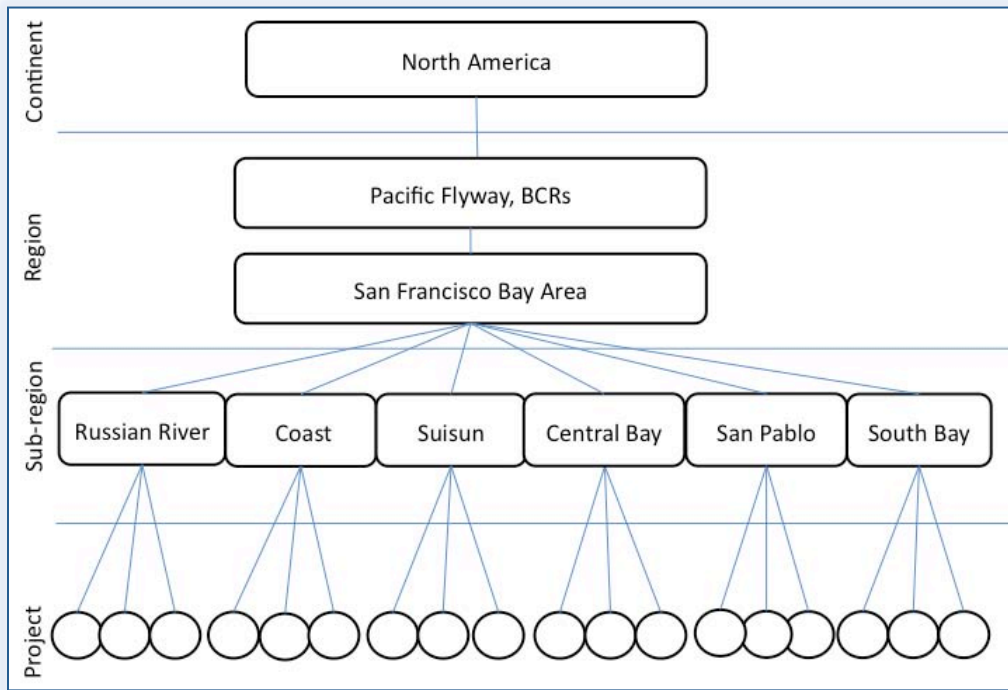 Continent
North America
Region
Pacific Flyway, BCRs
San Francisco Bay Area
Sub-region
Russian River
Coast
Suisun
Central Bay
San Pablo
South Bay
Project